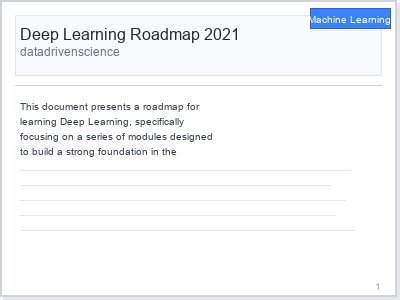 Machine Learning
Deep Learning Roadmap 2021
datadrivenscience
This document presents a roadmap for
learning Deep Learning, specifically
focusing on a series of modules designed
to build a strong foundation in the
1